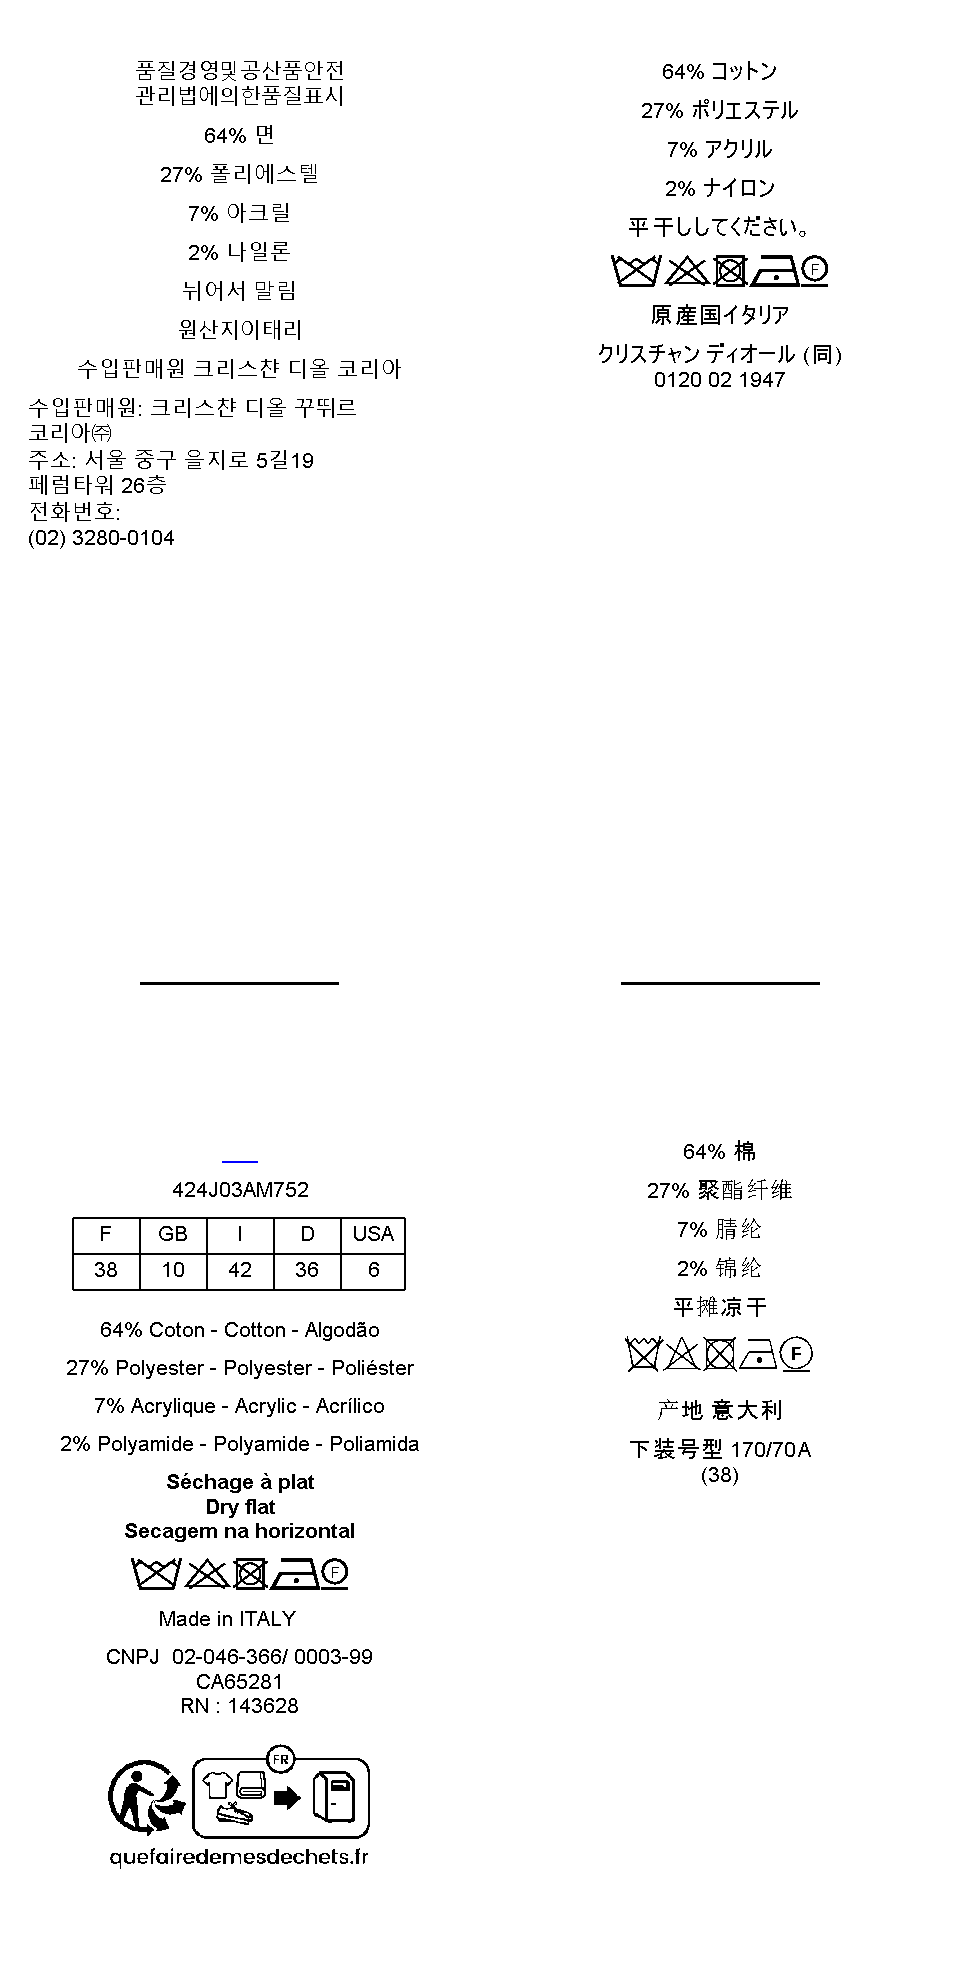 품질경영및공산품안전
관리법에의한품질표시
64% 면
27% 폴리에스텔
7% 아크릴
2% 나일론
뉘어서 말림
원산지이태리
수입판매원 크리스챤 디올 코리아
수입판매원: 크리스챤 디올 꾸뛰르
코리아㈜
주소: 서울 중구 을지로 5길19
페럼타워 26층
전화번호:
(02) 3280-0104
64% コットン
27% ポリエステル
7% アクリル
2% ナイロン
平干ししてください。
F
原産国イタリア
クリスチャン ディオール (同)
0120 02 1947
424J03AM752
F GB I D USA
38 10 42 36 6
64% Coton - Cotton - Algodão
27% Polyester - Polyester - Poliéster
7% Acrylique - Acrylic - Acrílico
2% Polyamide - Polyamide - Poliamida
Séchage à plat
Dry flat
Secagem na horizontal
F
Made in ITALY
CNPJ 02-046-366/ 0003-99
CA65281
RN : 143628
FR
quefairedemesdechets.fr
64% 棉
27% 聚酯纤维
7% 腈纶
2% 锦纶
平摊凉干
F
产地 意大利
下装号型 170/70A
(38)